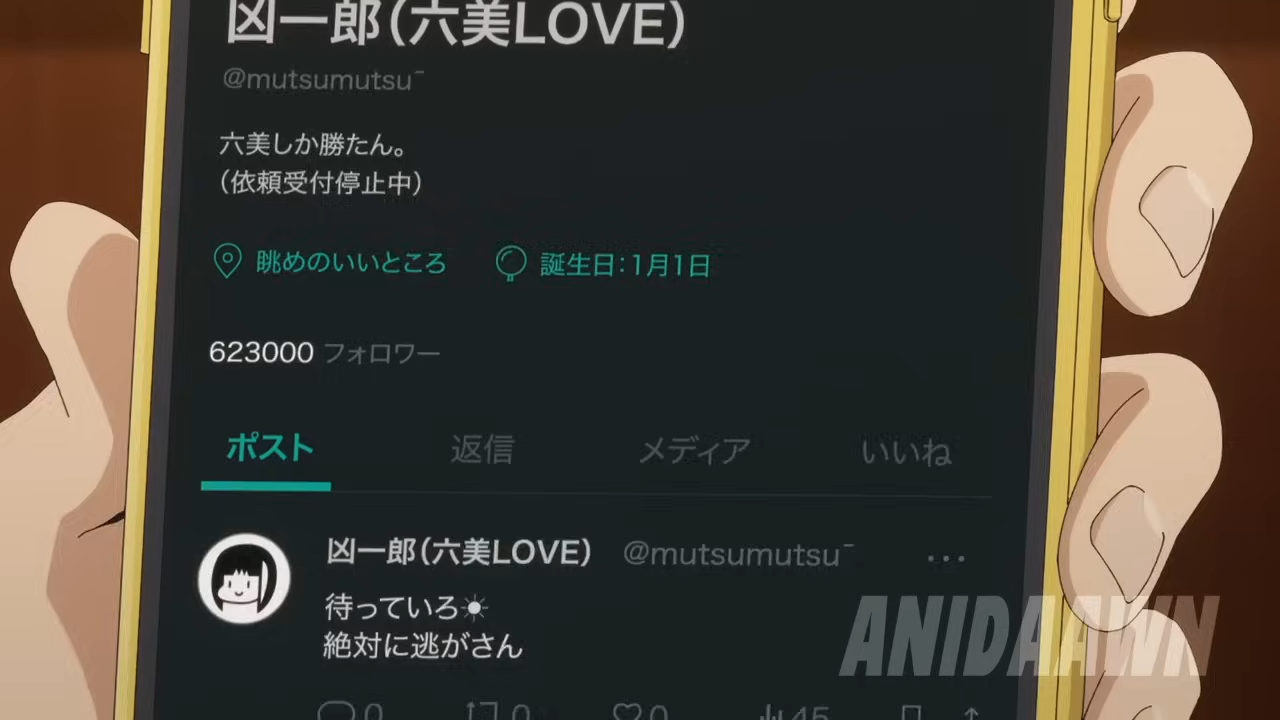 凶一郎(六美LOVE)
@mutsumutsu‾
六美しか勝たん。
(依頼受付停止中)
眺めのいいところ 誕生日:1月1日
623000 フォロワー
ポスト 返信 メディア いいね
凶一郎(六美LOVE) @mutsumutsu‾ …
待っていろ☀
絶対に逃がさん
0 0 0 45
ANIDAAWN